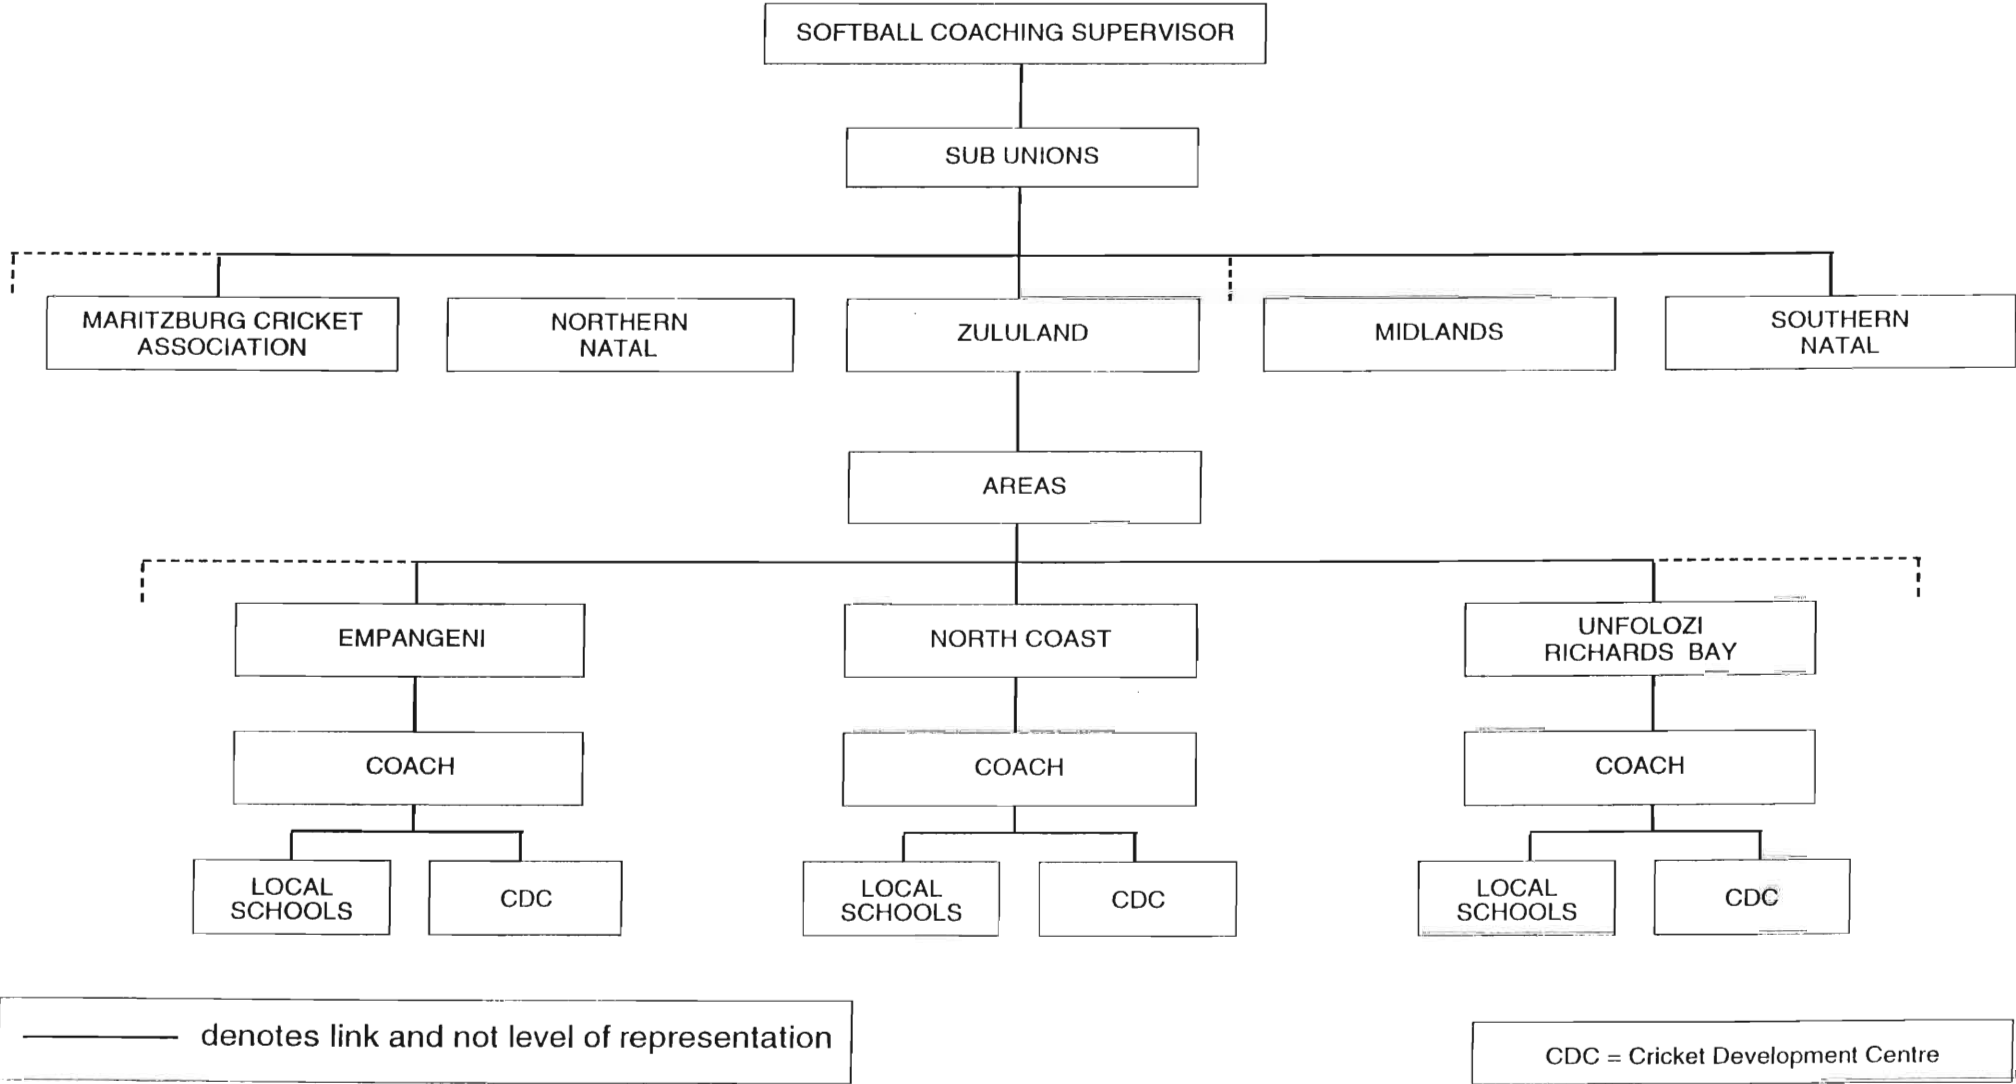 SOFTBALL COACHING SUPERVISOR
SUB UNIONS
MARITZBURG CRICKET
ASSOCIATION
NORTHERN
NATAL
ZULULAND
MIDLANDS
SOUTHERN
NATAL
AREAS
EMPANGENI
NORTH COAST
UNFOLOZI
RICHARDS BAY
COACH
COACH
COACH
LOCAL
SCHOOLS
CDC
LOCAL
SCHOOLS
CDC
LOCAL
SCHOOLS
CDC
denotes link and not level of representation
CDC = Cricket Development Centre